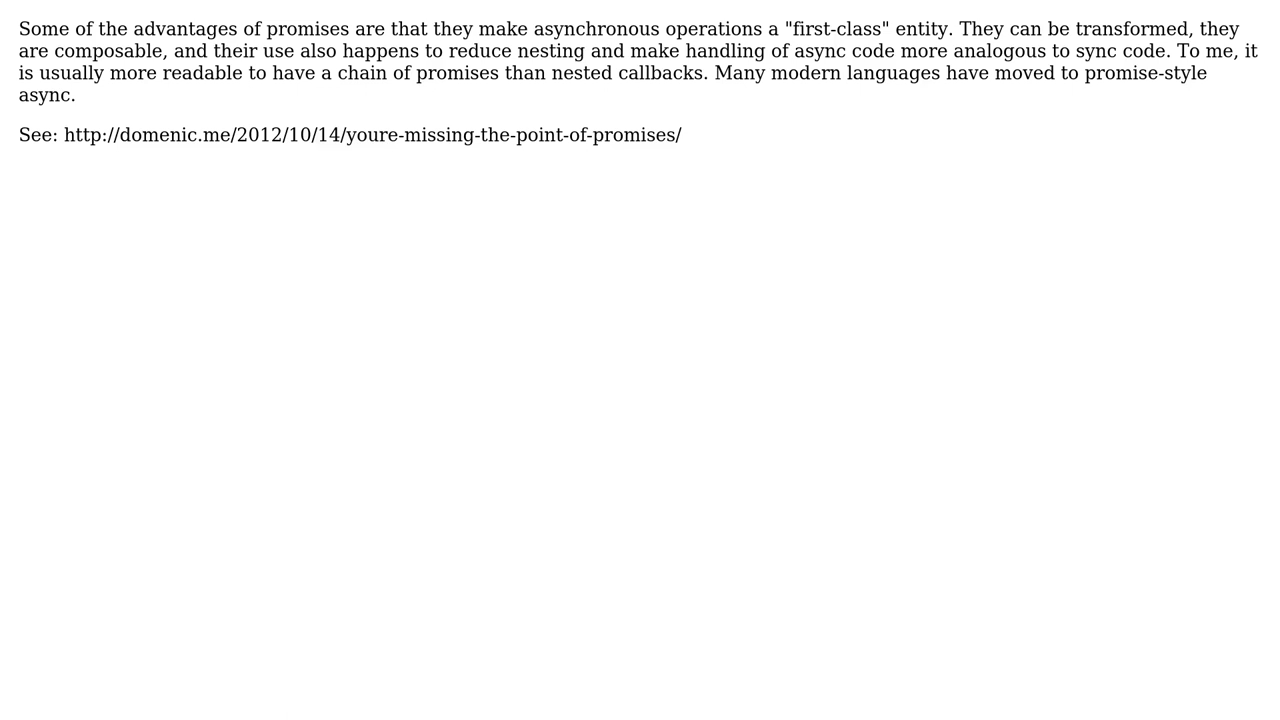 Some of the advantages of promises are that they make asynchronous operations a "first-class" entity. They can be transformed, they
are composable, and their use also happens to reduce nesting and make handling of async code more analogous to sync code. To me, it
is usually more readable to have a chain of promises than nested callbacks. Many modern languages have moved to promise-style
async.
See: http://domenic.me/2012/10/14/youre-missing-the-point-of-promises/